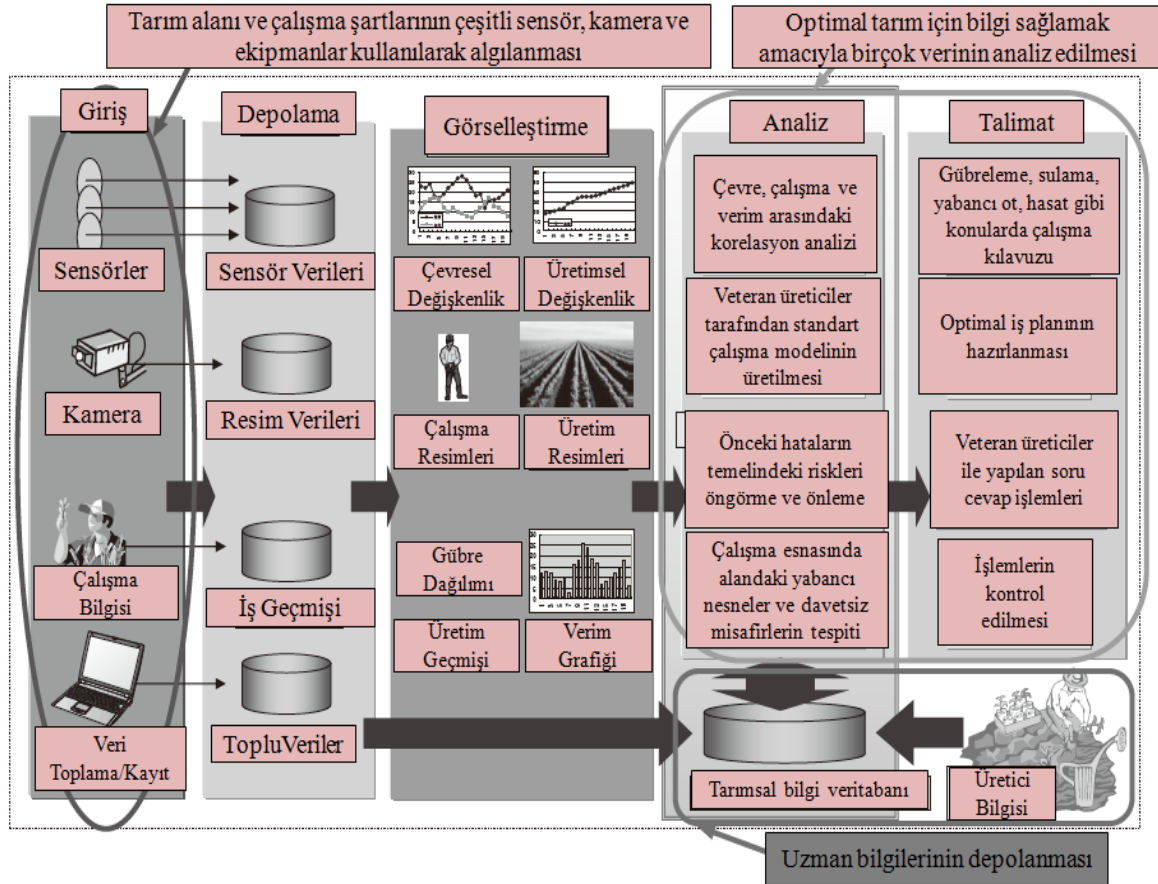 Tarım alanı ve çalışma şartlarının çeşitli sensör, kamera ve
ekipmanlar kullanılarak algılanması
Optimal tarım için bilgi sağlamak
amacıyla birçok verinin analiz edilmesi
Giriş
Sensörler
Kamera
Çalışma
Bilgisi
Veri
Toplama/Kayıt
Depolama
Sensör Verileri
Resim Verileri
İş Geçmişi
TopluVeriler
Görselleştirme
Çevresel
Değişkenlik
Üretimsel
Değişkenlik
Çalışma
Resimleri
Üretim
Resimleri
Gübre
Dağılımı
Üretim
Geçmişi
Verim
Grafiği
Analiz
Çevre, çalışma ve
verim arasındaki
korelasyon analizi
Veteran üreticiler
tarafından standart
çalışma modelinin
üretilmesi
Önceki hataların
temelindeki riskleri
öngörme ve önleme
Çalışma esnasında
alandaki yabancı
nesneler ve davetsiz
misafirlerin tespiti
Talimat
Gübreleme, sulama,
yabancı ot, hasat gibi
konularda çalışma
kılavuzu
Optimal iş planının
hazırlanması
Veteran üreticiler
ile yapılan soru
cevap işlemleri
İşlemlerin
kontrol
edilmesi
Tarımsal bilgi veritabanı
Üretici
Bilgisi
Uzman bilgilerinin depolanması